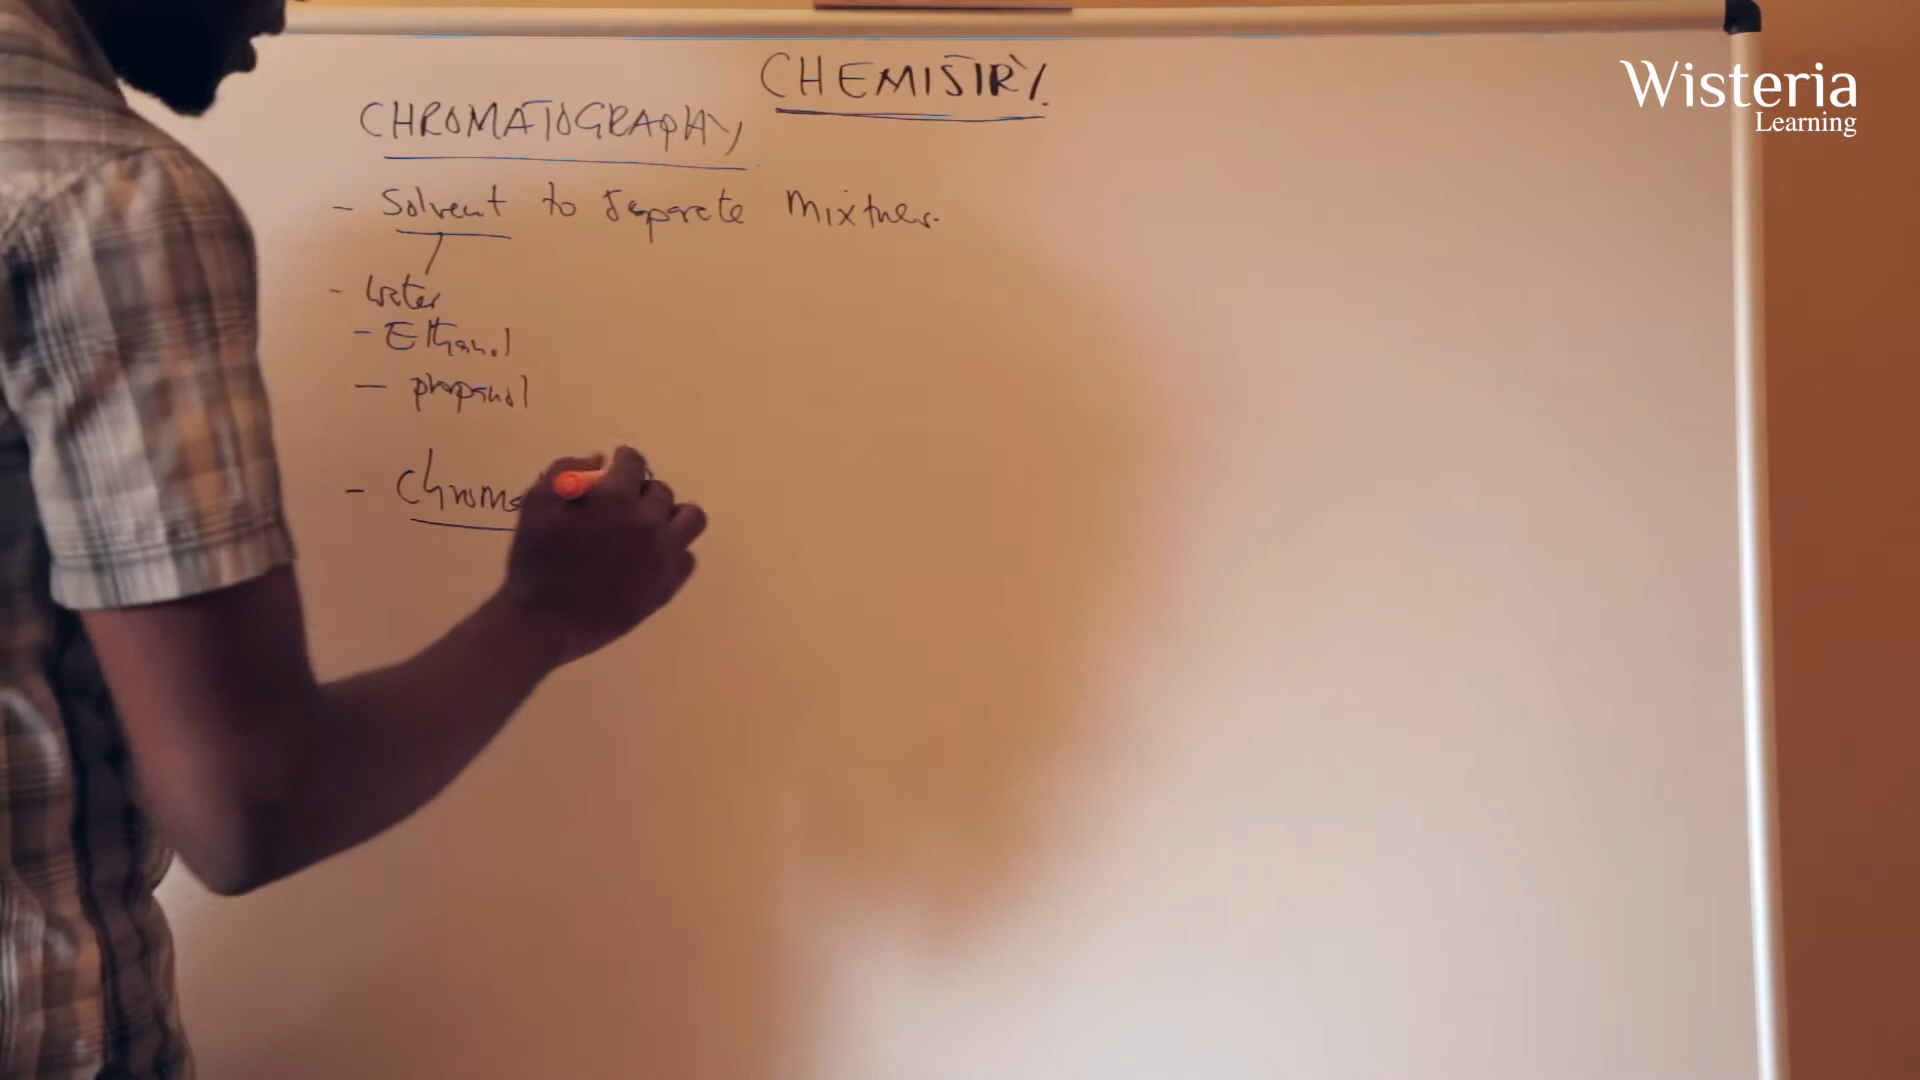 CHEMISTRY.
Wisteria
Learning
CHROMATOGRAPHY
- Solvent to separate mixtures.
- Water
- Ethanol
- propanol
- Chroma